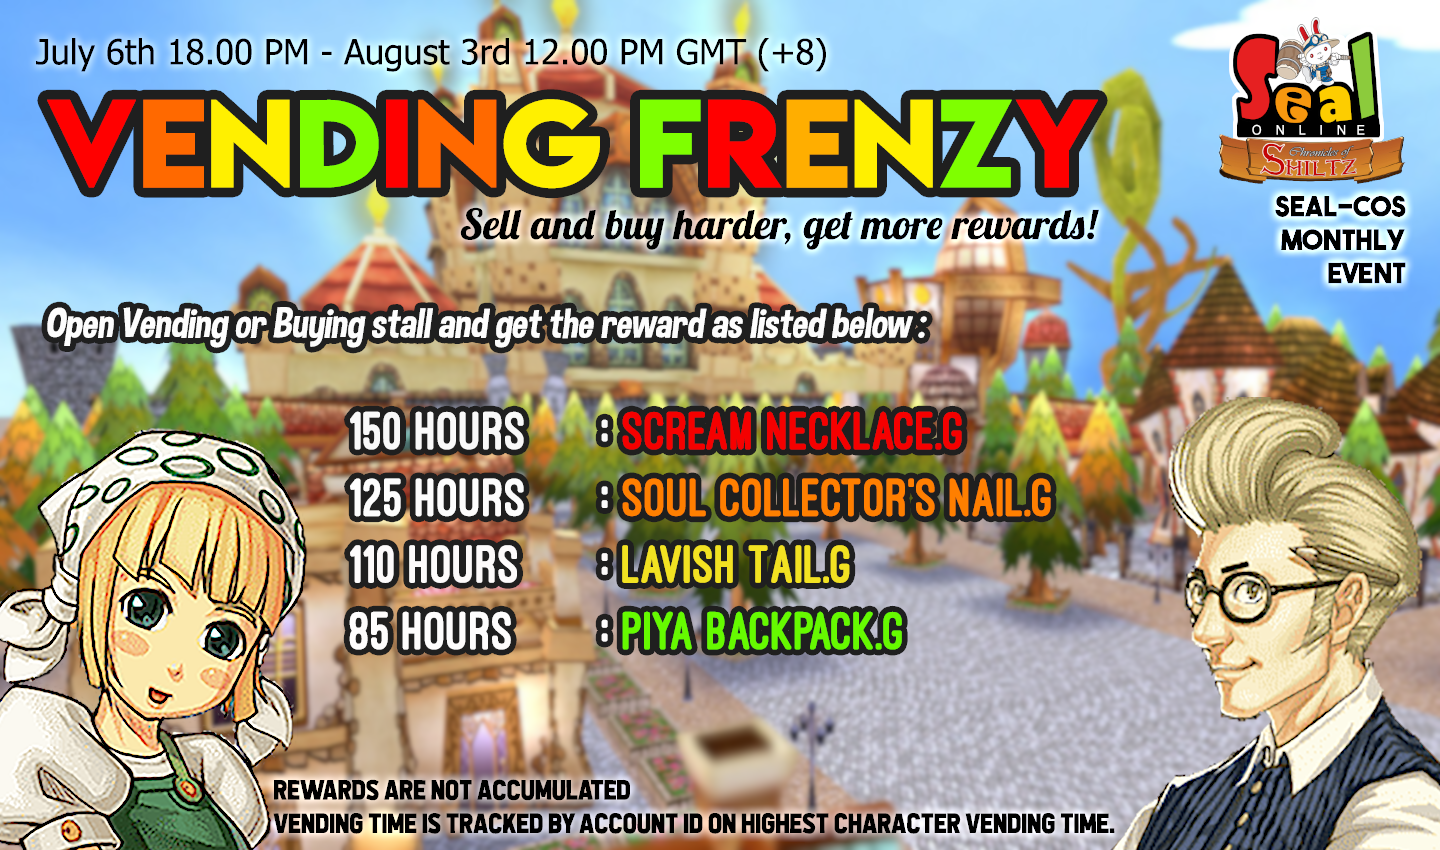 July 6th 18.00 PM - August 3rd 12.00 PM GMT (+8)
VENDING FRENZY
Sell and buy harder, get more rewards!
Seal
ONLINE
Chronicles of
SHILTZ
SEAL-COS
MONTHLY
EVENT
Open Vending or Buying stall and get the reward as listed below :
150 HOURS : SCREAM NECKLACE.G
125 HOURS : SOUL COLLECTOR'S NAIL.G
110 HOURS : LAVISH TAIL.G
85 HOURS : PIYA BACKPACK.G
REWARDS ARE NOT ACCUMULATED
VENDING TIME IS TRACKED BY ACCOUNT ID ON HIGHEST CHARACTER VENDING TIME.